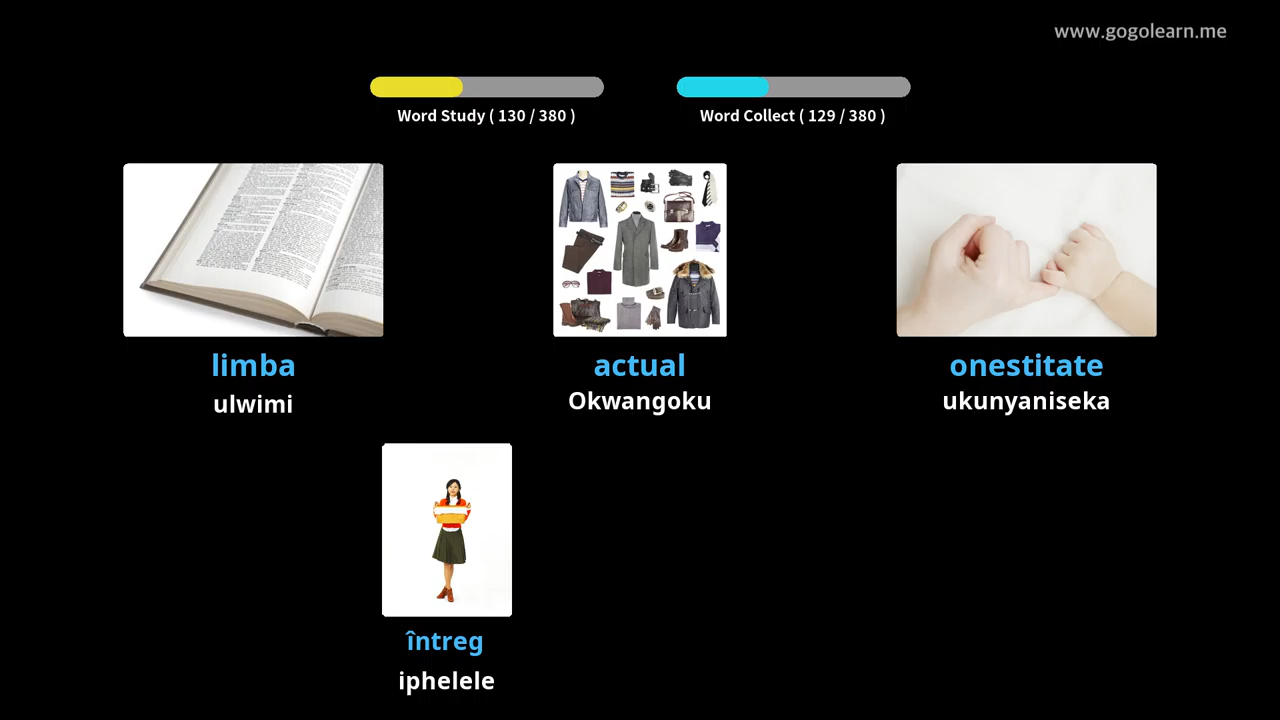 www.gogolearn.me
Word Study ( 130 / 380 )
Word Collect ( 129 / 380 )
limba
ulwimi
actual
Okwangoku
onestitate
ukunyaniseka
întreg
iphelele